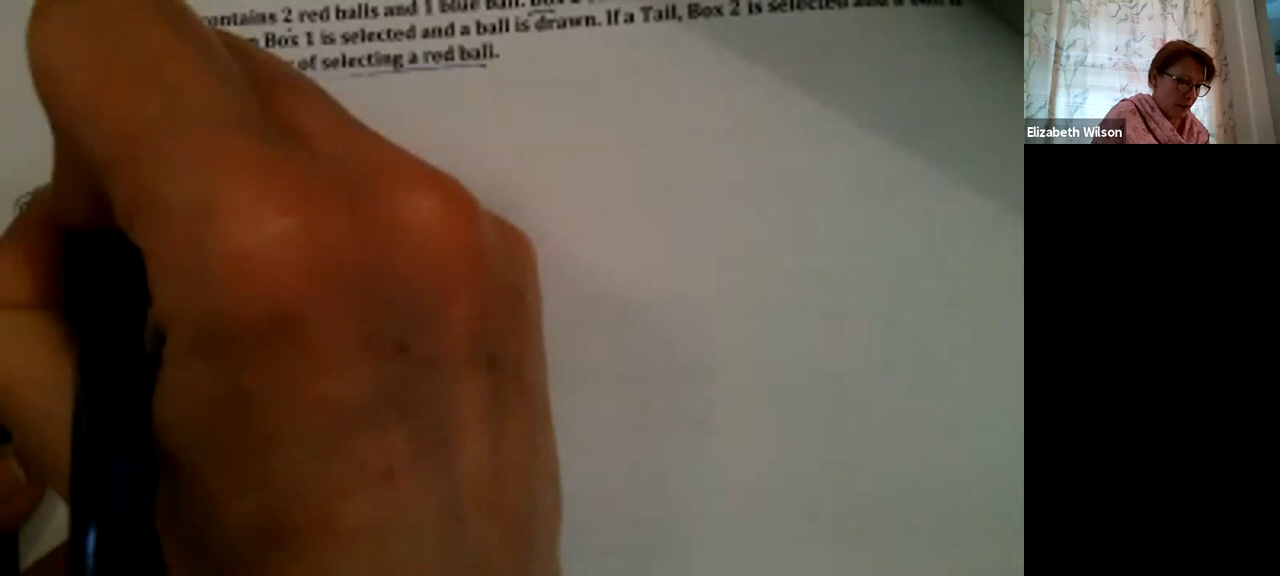 contains 2 red balls and 1 blue Ball.
Box 1 is selected and a ball is drawn. If a Tail, Box 2 is selected
of selecting a red ball.
Elizabeth Wilson